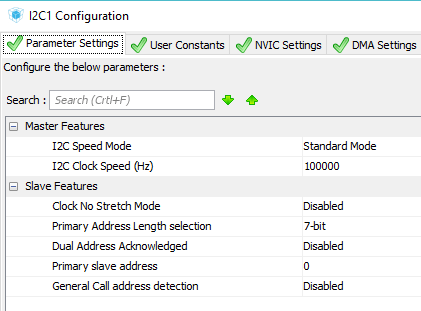 I2C1 Configuration
Parameter Settings User Constants NVIC Settings DMA Settings
Configure the below parameters :
Search : Search (Crtl+F)
Master Features
I2C Speed Mode Standard Mode
I2C Clock Speed (Hz) 100000
Slave Features
Clock No Stretch Mode Disabled
Primary Address Length selection 7-bit
Dual Address Acknowledged Disabled
Primary slave address 0
General Call address detection Disabled